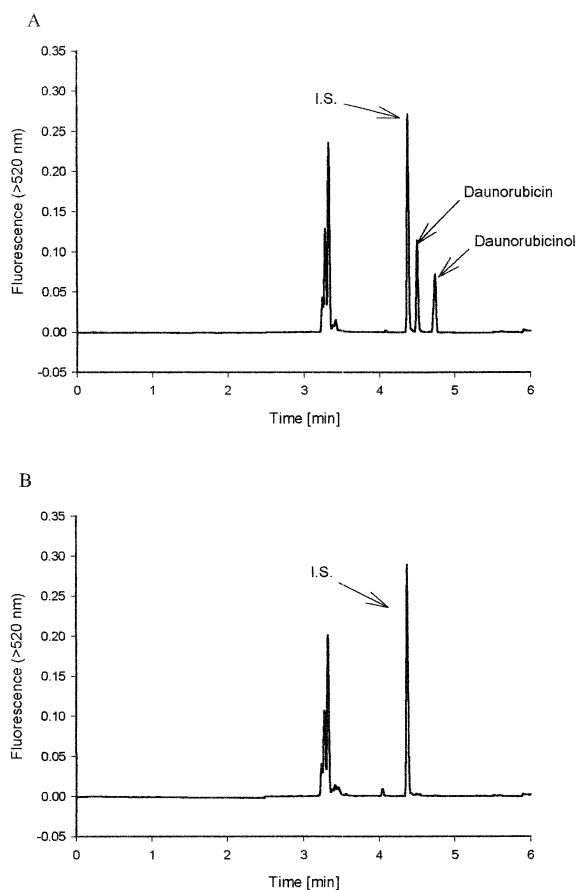 A
0.35
0.30
0.25
0.20
0.15
0.10
0.05
0.00
-0.05
Fluorescence (>520 nm)
I.S.
Daunorubicin
Daunorubicinol
0 1 2 3 4 5 6
Time [min]
B
0.35
0.30
0.25
0.20
0.15
0.10
0.05
0.00
-0.05
Fluorescence (>520 nm)
I.S.
0 1 2 3 4 5 6
Time [min]